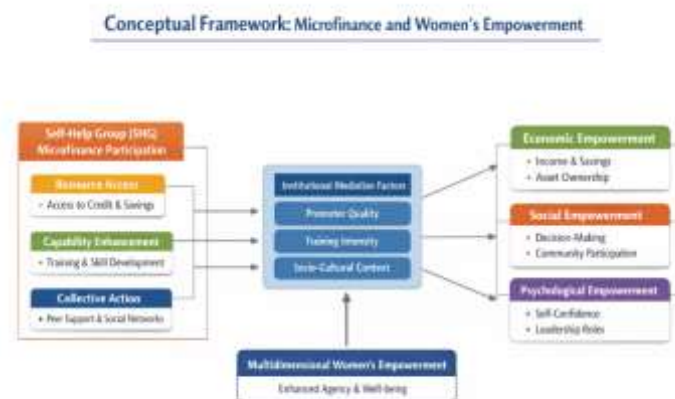 Conceptual Framework: Microfinance and Women's Empowerment
Self-Help Group (SHG)
Microfinance Participation
Resource Access
• Access to Credit & Savings
Capability Enhancement
• Training & Skill Development
Collective Action
• Peer Support & Social Networks
Institutional Mediation Factors
Promoter Quality
Training Intensity
Socio-Cultural Context
Economic Empowerment
• Income & Savings
• Asset Ownership
Social Empowerment
• Decision-Making
• Community Participation
Psychological Empowerment
• Self-Confidence
• Leadership Roles
Multidimensional Women's Empowerment
Enhanced Agency & Well-being